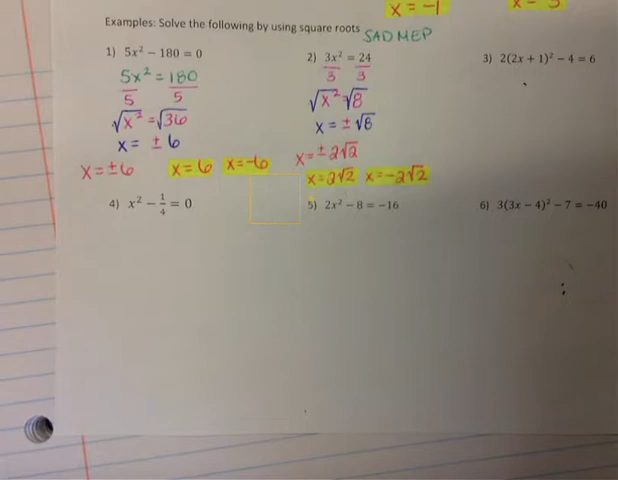 x = -1
Examples: Solve the following by using square roots SADMEP
1) 5x² − 180 = 0
5x² = 180
5 5
√x² = √36
x = ± 6
x = ±6 x = 6 x = -6
2) 3x² = 24
3 3
√x² √8
x = ± √8
x = ± 2√2
x = 2√2 x = -2√2
3) 2(2x + 1)² − 4 = 6
4) x² − 1/4 = 0
5) 2x² − 8 = −16
6) 3(3x − 4)² − 7 = −40